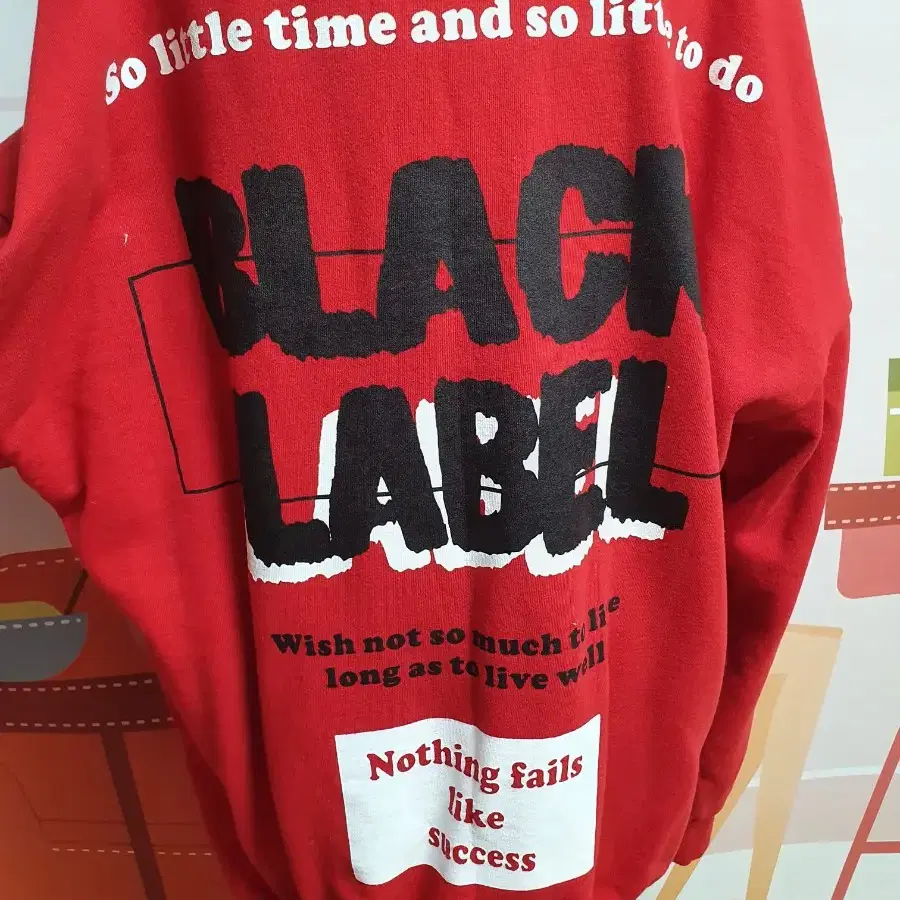 So little time and so little to do
BLACK
LABEL
Wish not so much to lie
long as to live well
Nothing fails
like
success